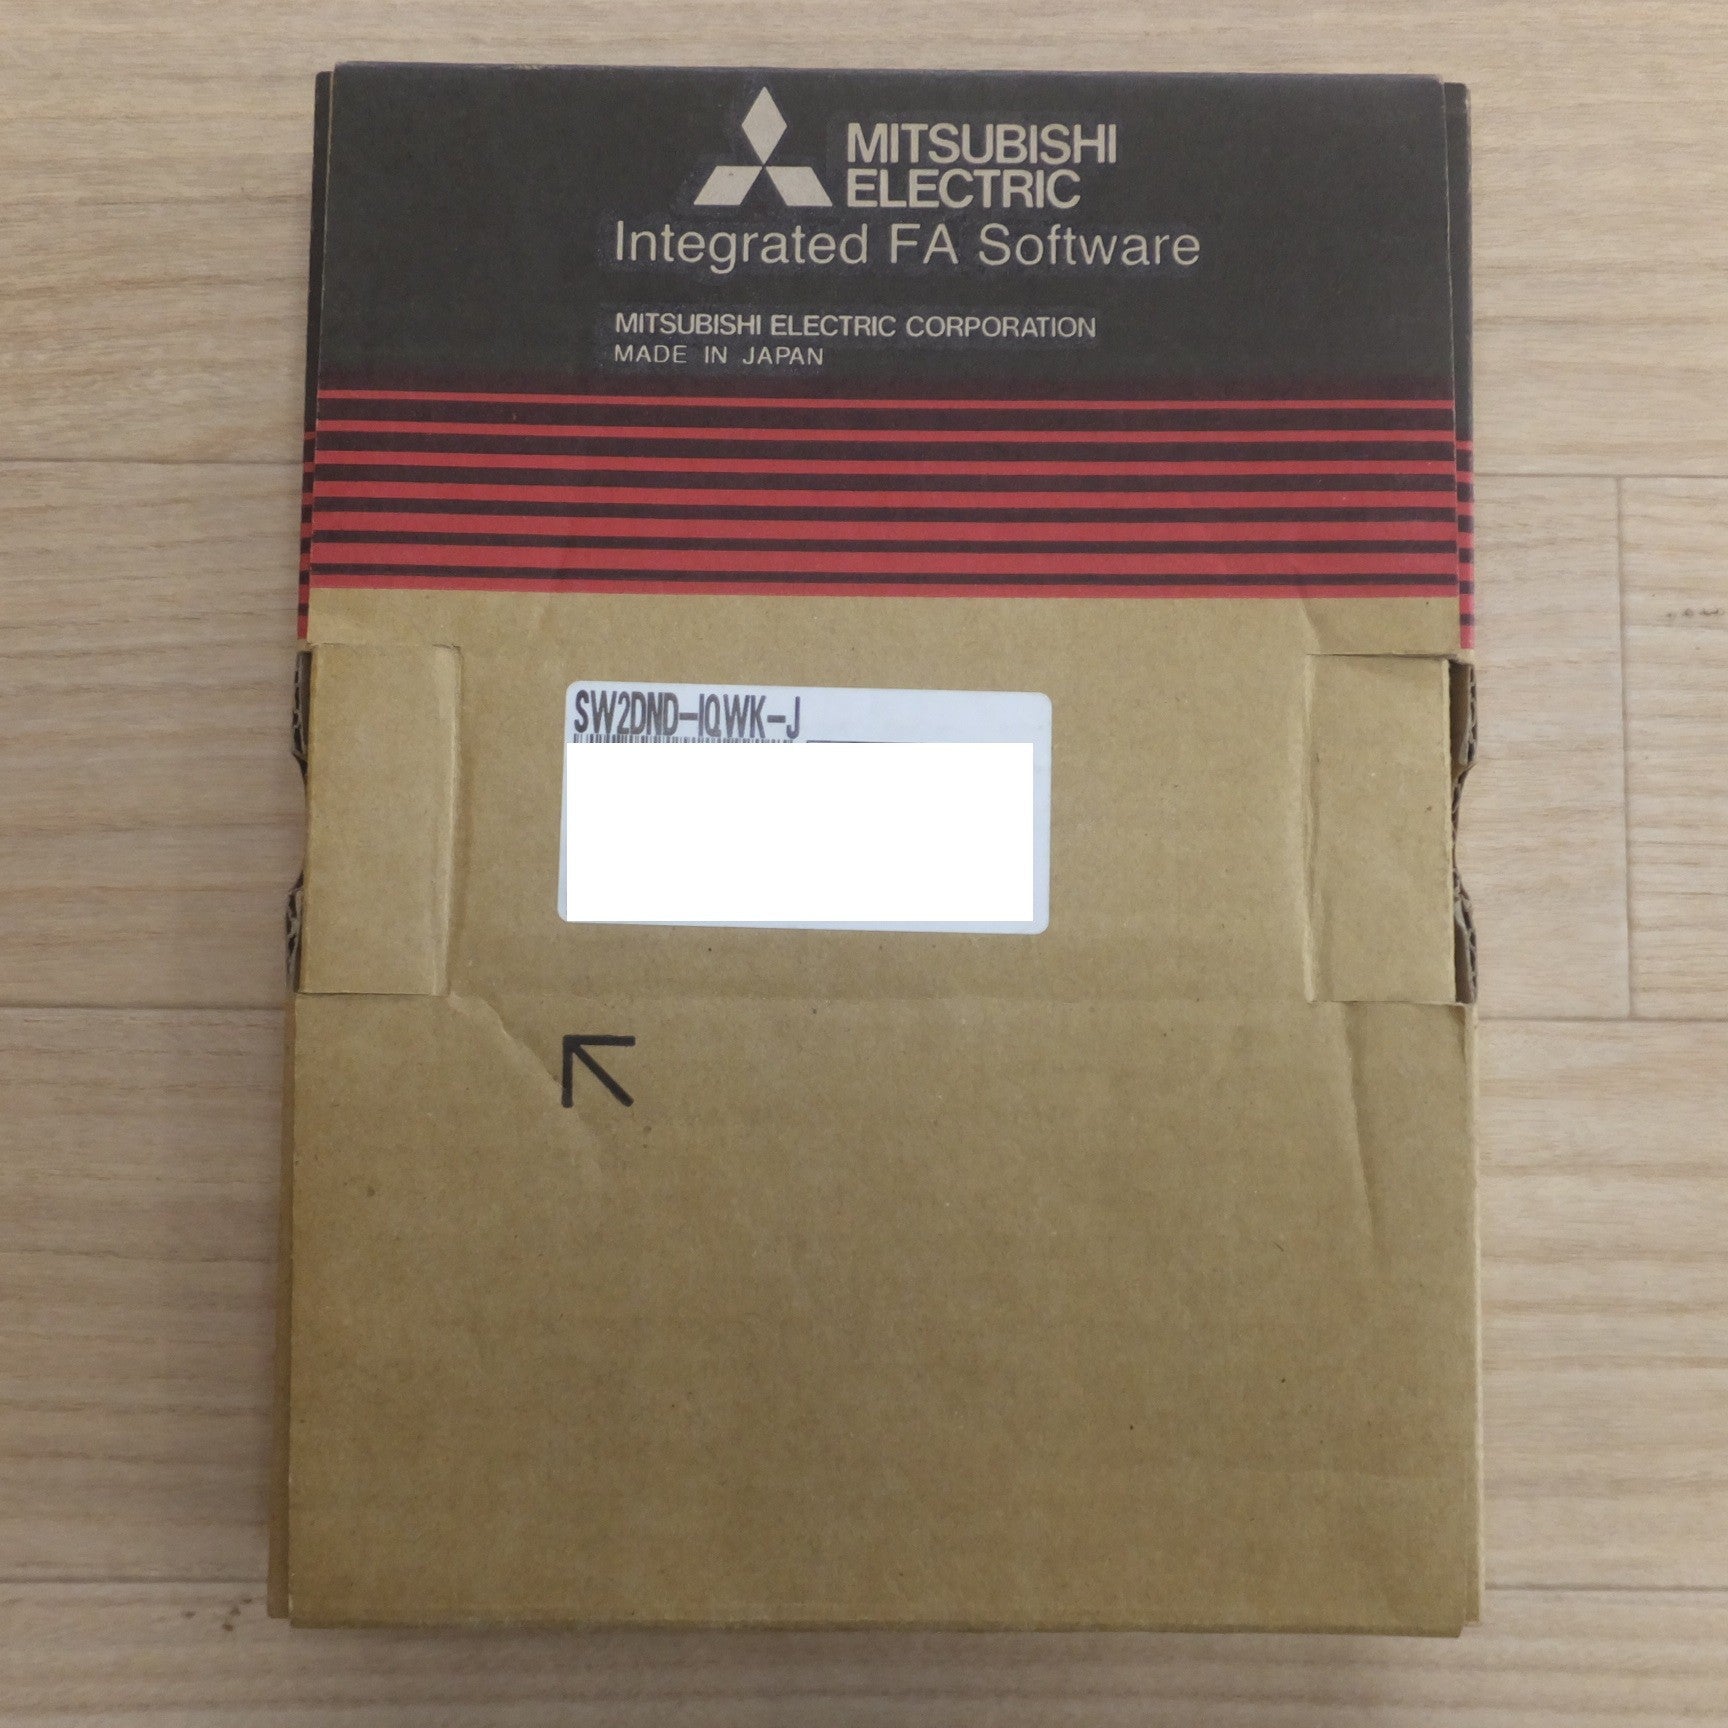 MITSUBISHI
ELECTRIC
Integrated FA Software
MITSUBISHI ELECTRIC CORPORATION
MADE IN JAPAN
SW2DND-IQWK-J